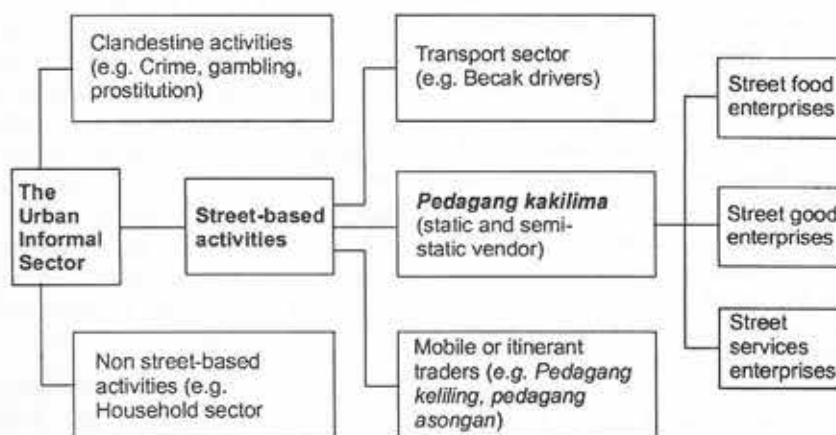 Clandestine activities
(e.g. Crime, gambling,
prostitution)
Transport sector
(e.g. Becak drivers)
Street food
enterprises
The
Urban
Informal
Sector
Street-based
activities
Pedagang kakilima
(static and semi-
static vendor)
Street good
enterprises
Non street-based
activities (e.g.
Household sector
Mobile or itinerant
traders (e.g. Pedagang
keliling, pedagang
asongan)
Street
services
enterprises